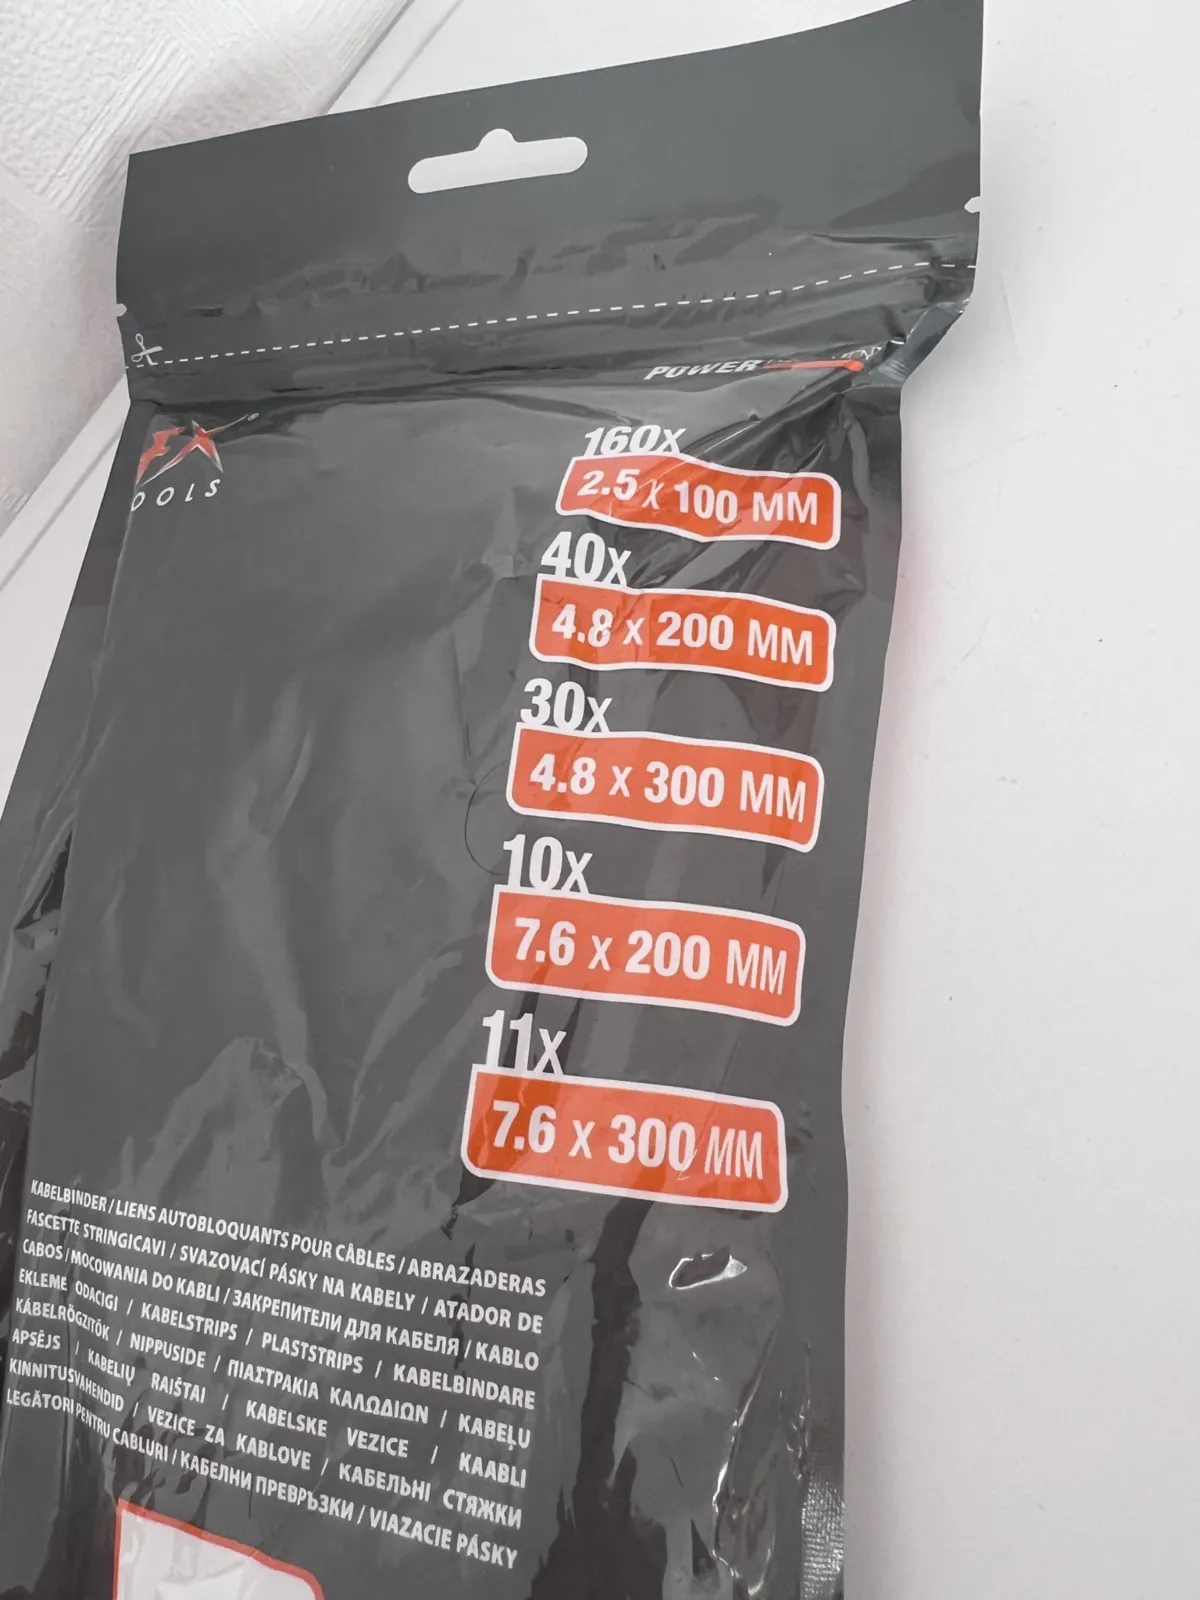 POWER
FX
®
OOLS
160X
2.5 X 100 MM
40X
4.8 X 200 MM
30X
4.8 X 300 MM
10X
7.6 X 200 MM
11X
7.6 X 300 MM
KABELBINDER / LIENS AUTOBLOQUANTS POUR CÂBLES / ABRAZADERAS
FASCETTE STRINGICAVI / SVAZOVACÍ PÁSKY NA KABELY / ATADOR DE
CABOS / MOCOWANIA DO KABLI / ЗАКРЕПИТЕЛИ ДЛЯ КАБЕЛЯ / KABLO
EKLEME ODACIGI / KABELSTRIPS / PLASTSTRIPS / KABELBINDARE
KÁBELRÖGZITÖK / NIPPUSIDE / ΠΙΑΣΤΡΑΚΙΑ ΚΑΛΩΔΙΩΝ / KABEĻU
APSĒJS / KABELIŲ RAIŠTAI / KABELSKE VEZICE / KAABLI
KINNITUSVAHENDID / VEZICE ZA KABLOVE / КАБЕЛЬНІ СТЯЖКИ
LEGĂTORI PENTRU CABLURI / КАБЕЛНИ ПРЕВРЪЗКИ / VIAZACIE PÁSKY